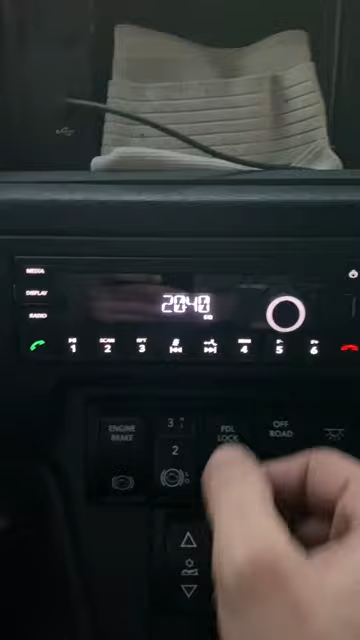 MEDIA
DISPLAY
RADIO
20:40
1
SCAN
2
RPT
3
4
5
6
ENGINE
BRAKE
3
2
PDL
LOCK
OFF
ROAD